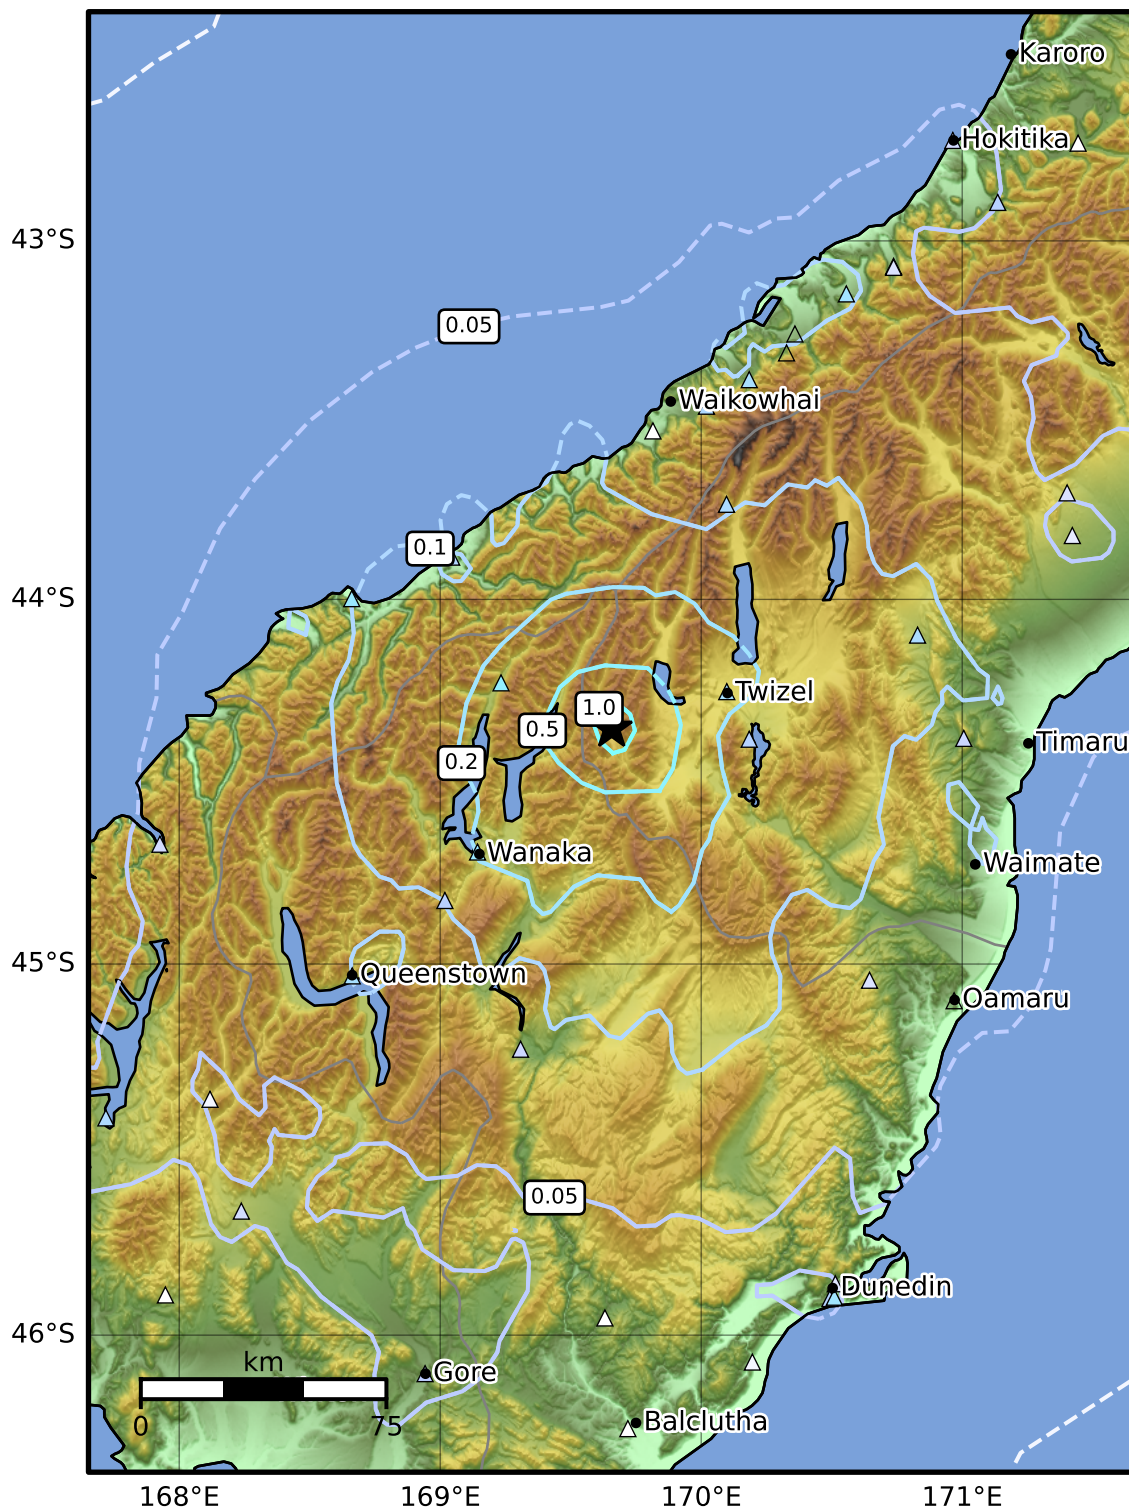 Karoro
Hokitika
43°S
0.05
Waikowhai
0.1
44°S
Twizel
1.0
0.5
Timaru
0.2
Wanaka
Waimate
45°S
Queenstown
Oamaru
0.05
Dunedin
46°S
km
Gore
0
75
Balclutha
168°E
169°E
170°E
171°E